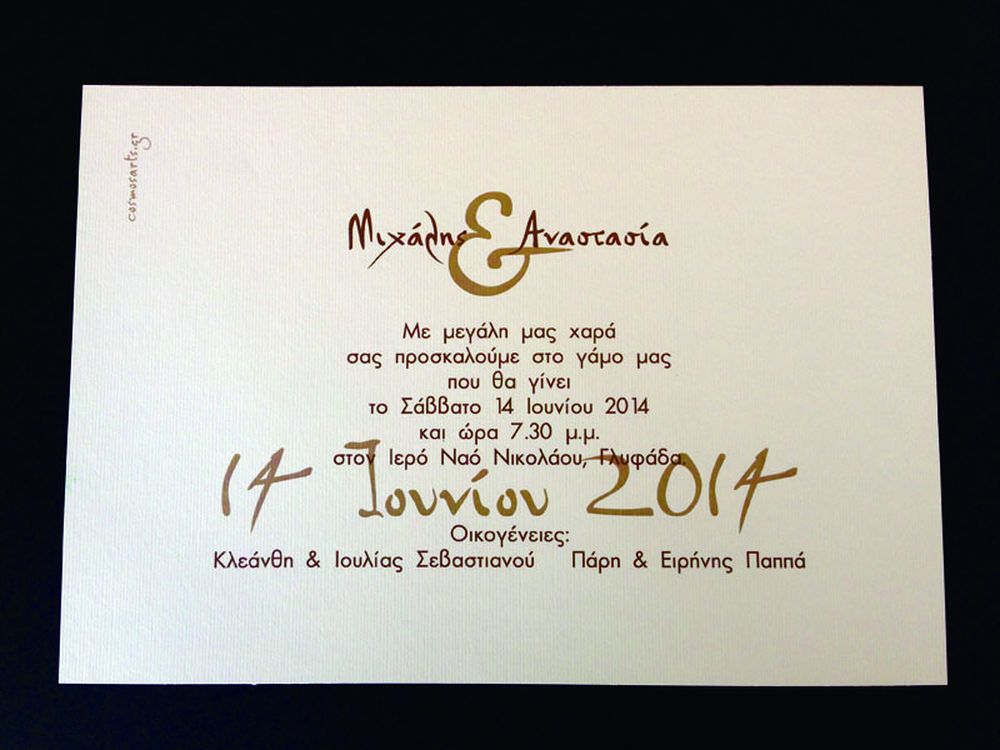 cosmosarts.gr
Μιχάλης & Αναστασία
Με μεγάλη μας χαρά
σας προσκαλούμε στο γάμο μας
που θα γίνει
το Σάββατο 14 Ιουνίου 2014
και ώρα 7.30 μ.μ.
στον Ιερό Ναό Νικολάου, Γλυφάδα.
14 Ιουνίου 2014
Οικογένειες:
Κλεάνθη & Ιουλίας Σεβαστιανού Πάρη & Ειρήνης Παππά